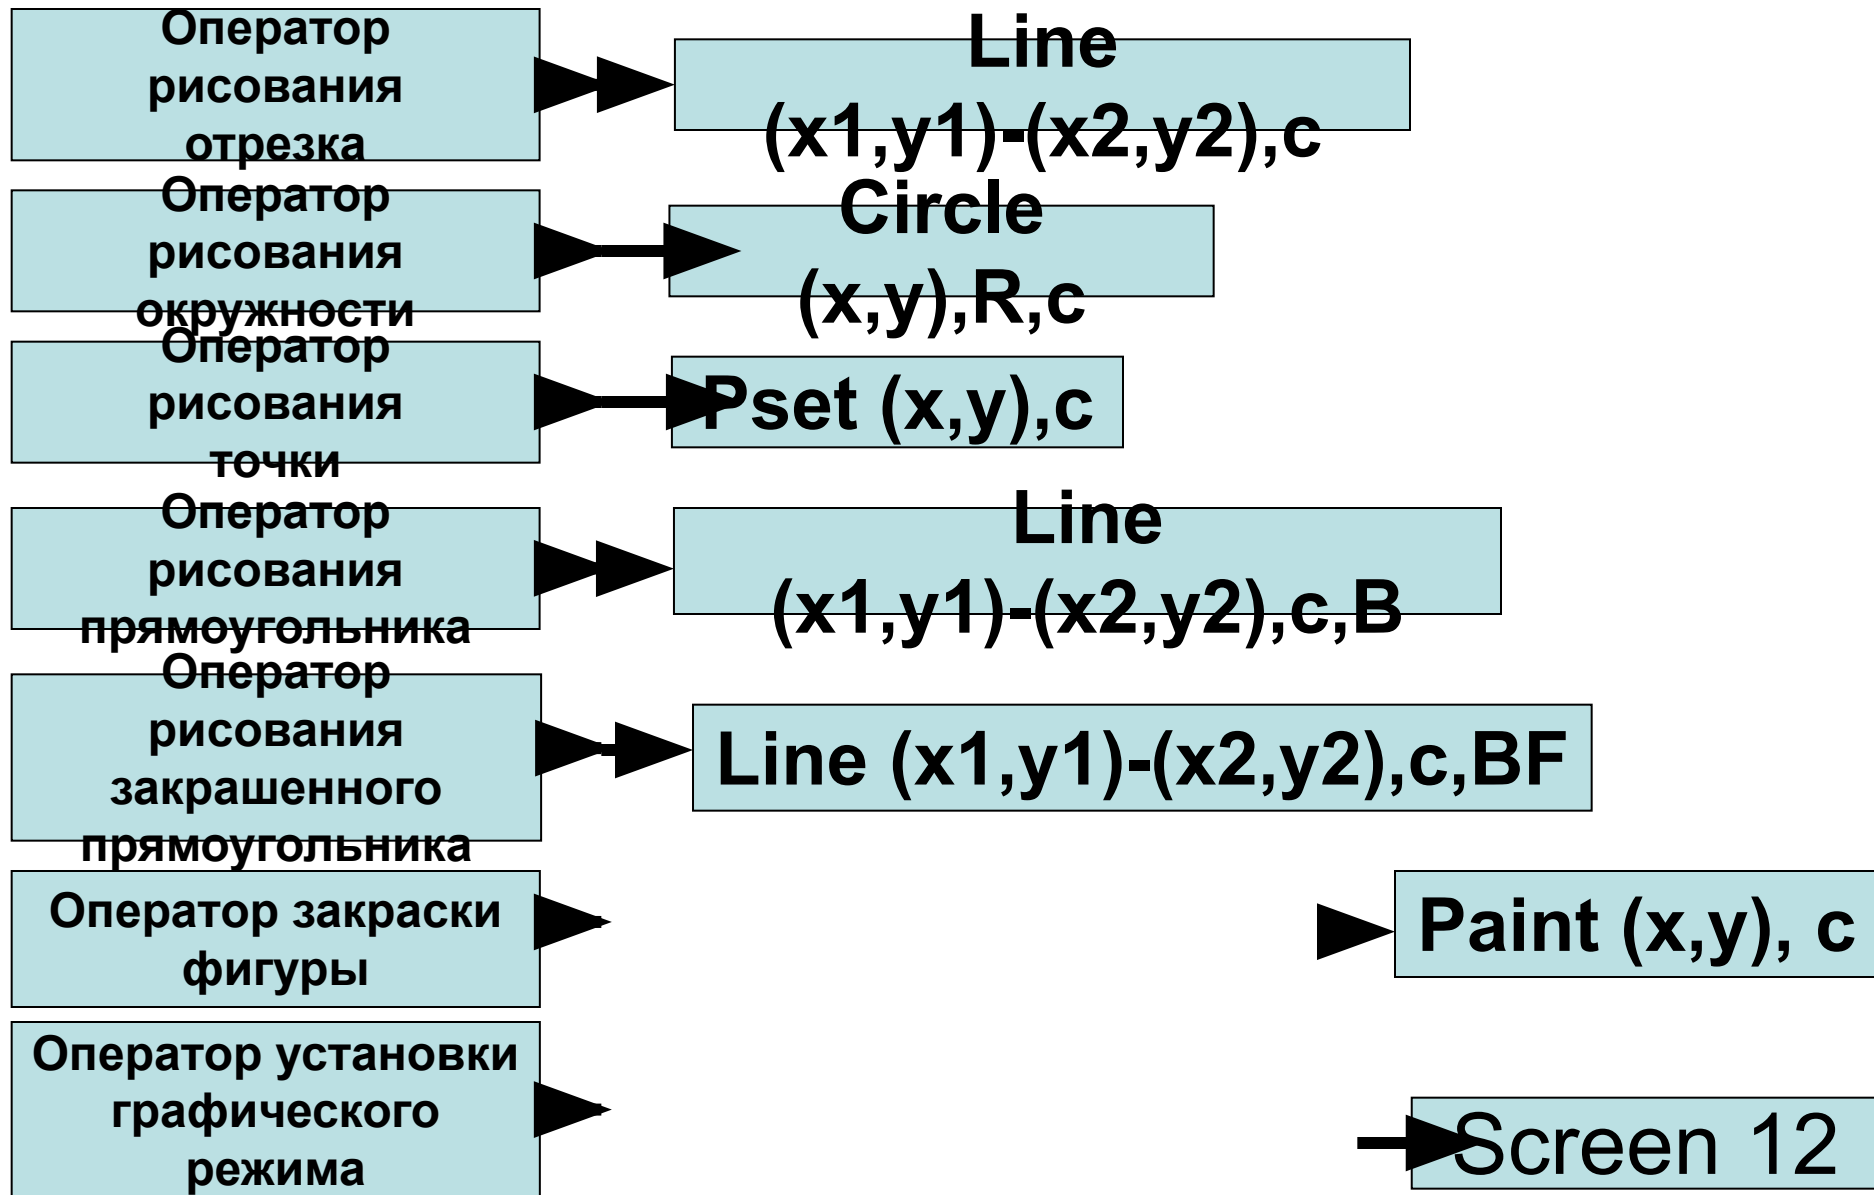 Оператор
рисования
отрезка
Line
(x1,y1)-(x2,y2),c
Оператор
рисования
окружности
Circle
(x,y),R,c
Оператор
рисования
точки
Pset (x,y),c
Оператор
рисования
прямоугольника
Line
(x1,y1)-(x2,y2),c,B
Оператор
рисования
закрашенного
прямоугольника
Line (x1,y1)-(x2,y2),c,BF
Оператор закраски
фигуры
Paint (x,y), c
Оператор установки
графического
режима
Screen 12